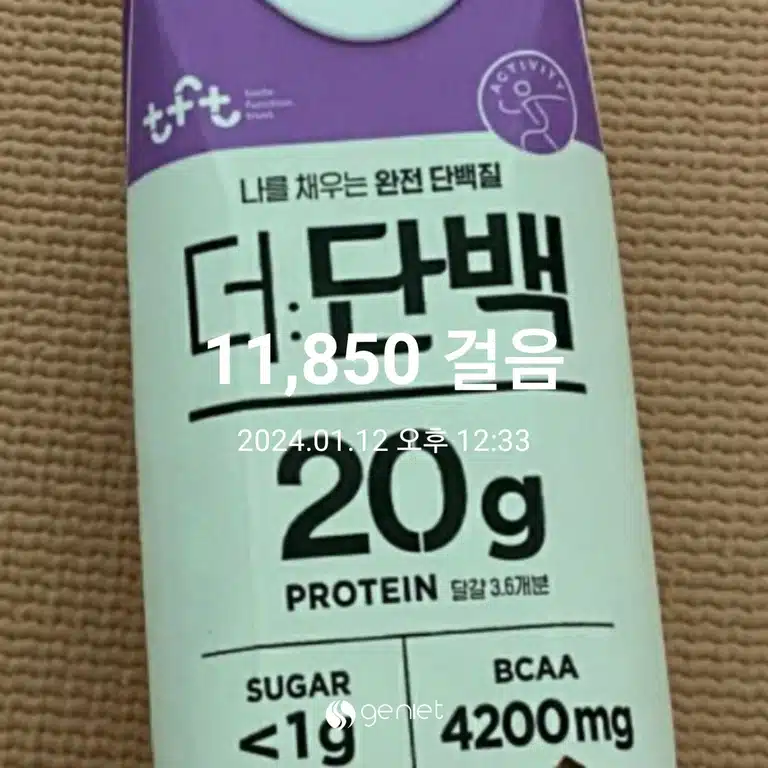 tft
ACTIVITY
나를 채우는 완전 단백질
더:단백
11,850 걸음
2024.01.12 오후 12:33
20g
PROTEIN 달걀 3.6개분
SUGAR
<1g
BCAA
4200mg
geniet